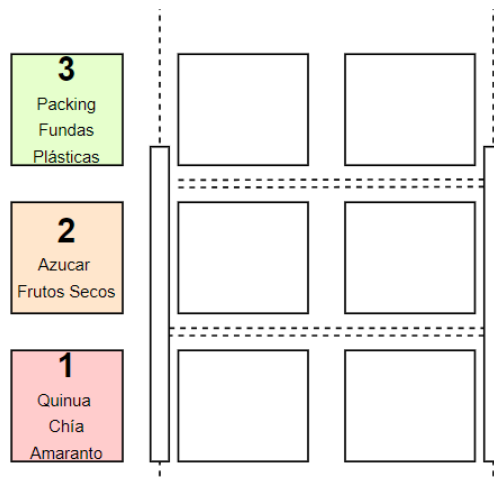 3
Packing
Fundas
Plásticas
2
Azucar
Frutos Secos
1
Quinua
Chía
Amaranto